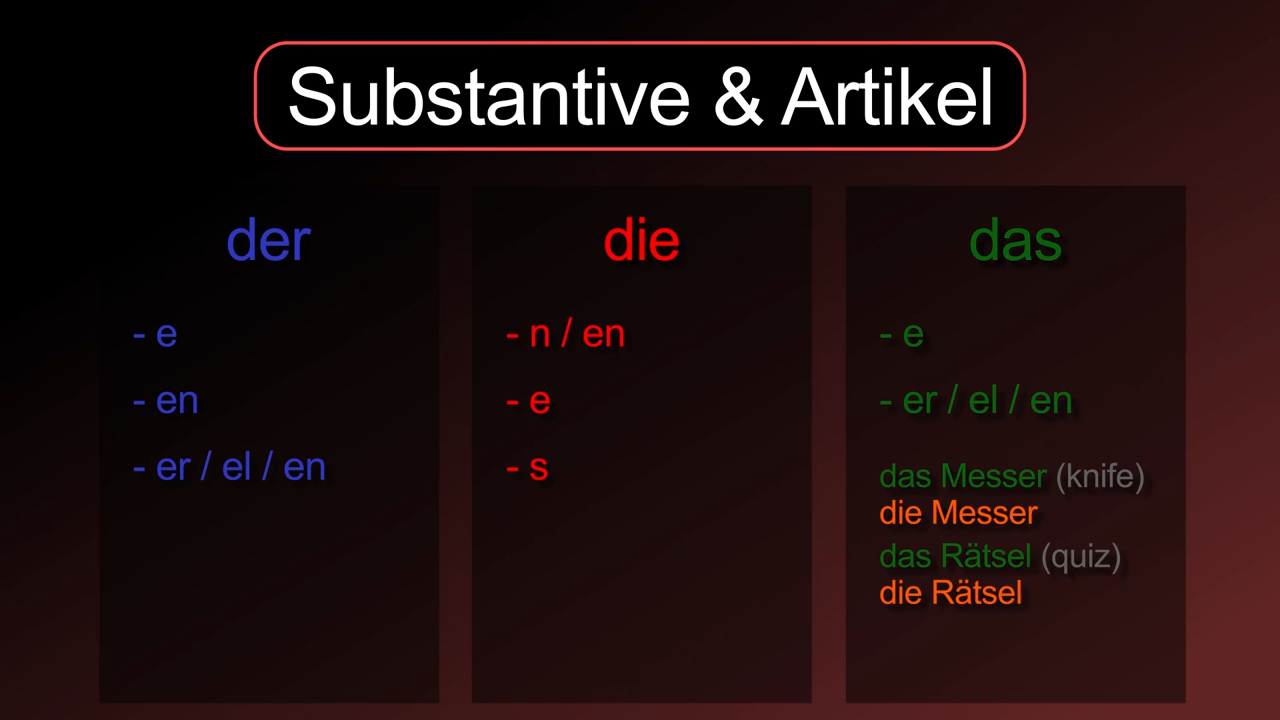 Substantive & Artikel
der
- e
- en
- er / el / en
die
- n / en
- e
- s
das
- e
- er / el / en
das Messer (knife)
die Messer
das Rätsel (quiz)
die Rätsel